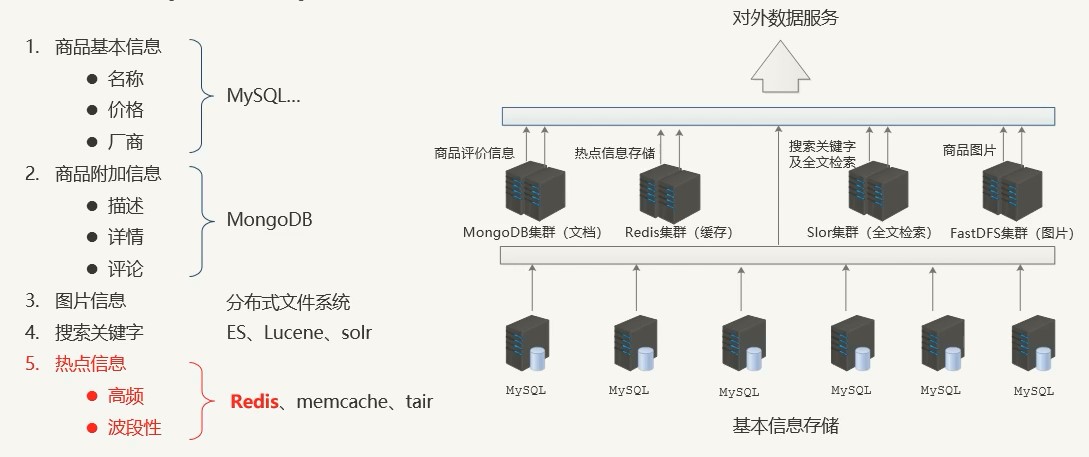 1. 商品基本信息
● 名称
● 价格
● 厂商
MySQL...
2. 商品附加信息
● 描述
● 详情
● 评论
MongoDB
3. 图片信息
分布式文件系统
4. 搜索关键字
ES、Lucene、solr
5. 热点信息
● 高频
● 波段性
Redis、memcache、tair
对外数据服务
商品评价信息
热点信息存储
搜索关键字
及全文检索
商品图片
MongoDB集群（文档）
Redis集群（缓存）
Slor集群（全文检索）
FastDFS集群（图片）
MySQL
MySQL
MySQL
MySQL
MySQL
MySQL
基本信息存储